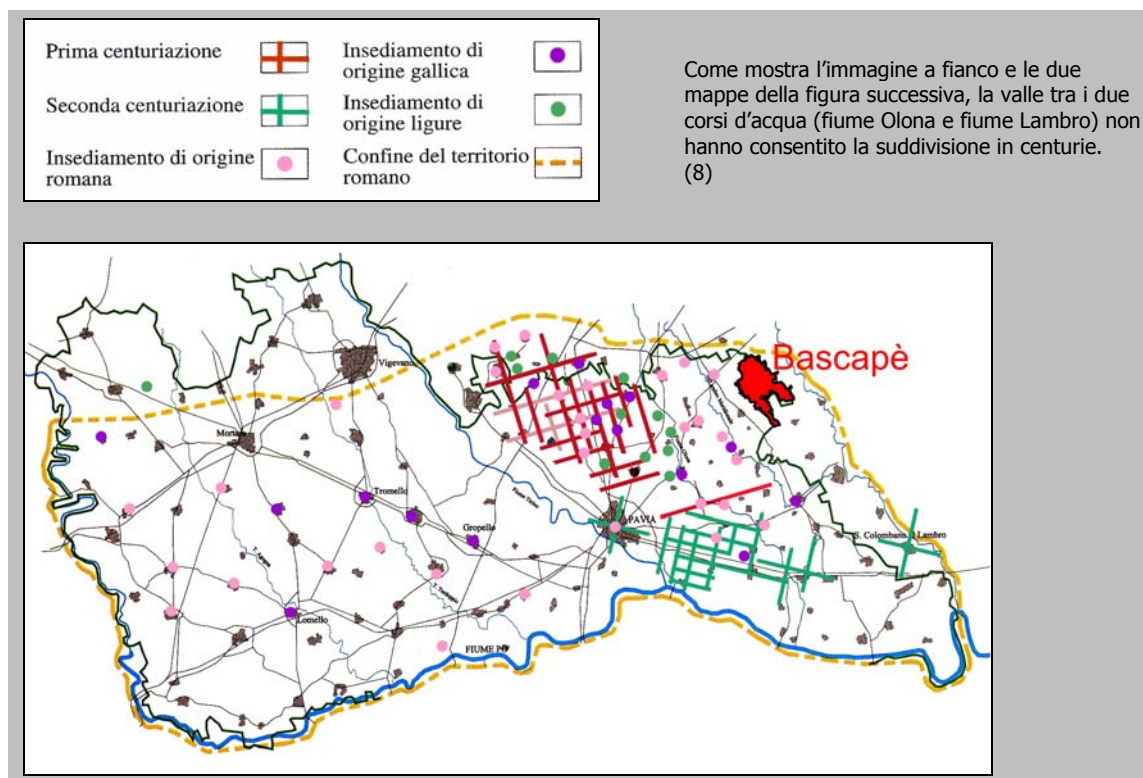 Prima centuriazione
Seconda centuriazione
Insediamento di origine
romana
Insediamento di
origine gallica
Insediamento di
origine ligure
Confine del territorio
romano
Come mostra l'immagine a fianco e le due
mappe della figura successiva, la valle tra i due
corsi d'acqua (fiume Olona e fiume Lambro) non
hanno consentito la suddivisione in centurie.
(8)
Bascapè
Vigevano
Mortara
Tromello
Fiume Ticino
Gropello
PAVIA
S. Colombano Lambro
Lomello
FIUME PO